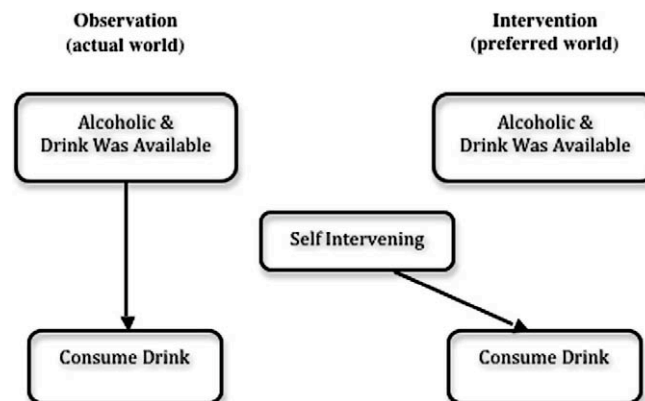 Observation
(actual world)
Intervention
(preferred world)
Alcoholic &
Drink Was Available
Alcoholic &
Drink Was Available
Self Intervening
Consume Drink
Consume Drink